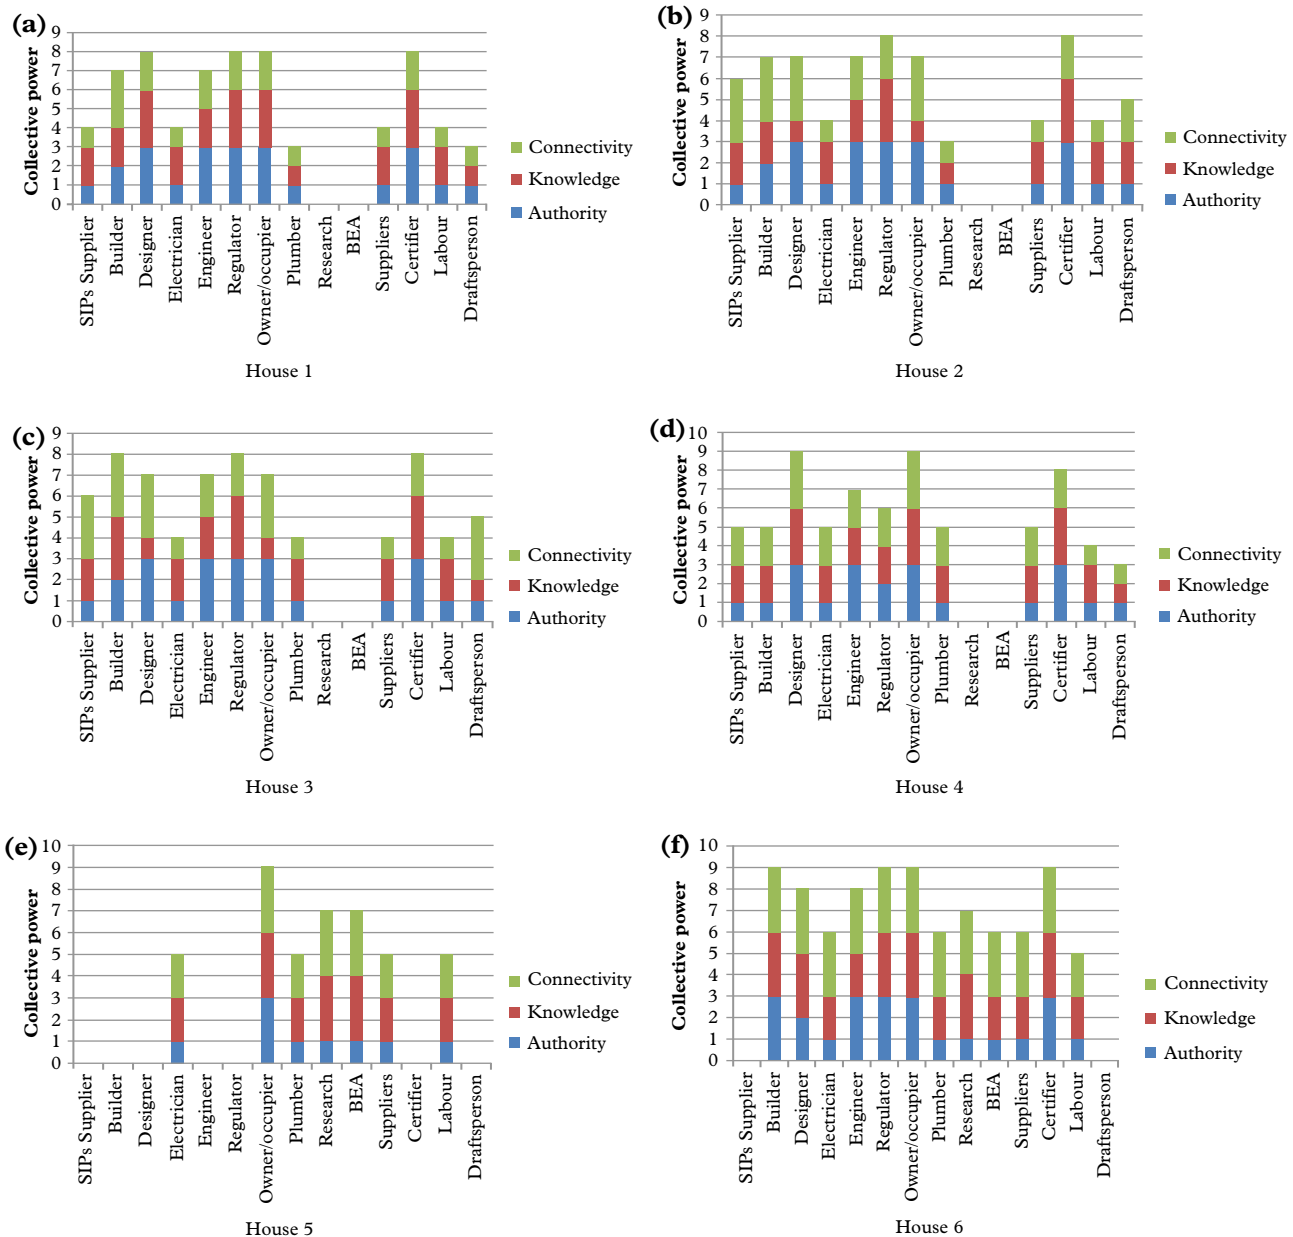 (a)
Collective power
9
8
7
6
5
4
3
2
1
0
SIPs Supplier
Builder
Designer
Electrician
Engineer
Regulator
Owner/occupier
Plumber
Research
BEA
Suppliers
Certifier
Labour
Draftsperson
Connectivity
Knowledge
Authority
House 1
(b)
Collective power
9
8
7
6
5
4
3
2
1
0
SIPs Supplier
Builder
Designer
Electrician
Engineer
Regulator
Owner/occupier
Plumber
Research
BEA
Suppliers
Certifier
Labour
Draftsperson
Connectivity
Knowledge
Authority
House 2
(c)
Collective power
9
8
7
6
5
4
3
2
1
0
SIPs Supplier
Builder
Designer
Electrician
Engineer
Regulator
Owner/occupier
Plumber
Research
BEA
Suppliers
Certifier
Labour
Draftsperson
Connectivity
Knowledge
Authority
House 3
(d)
Collective power
10
9
8
7
6
5
4
3
2
1
0
SIPs Supplier
Builder
Designer
Electrician
Engineer
Regulator
Owner/occupier
Plumber
Research
BEA
Suppliers
Certifier
Labour
Draftsperson
Connectivity
Knowledge
Authority
House 4
(e)
Collective power
10
9
8
7
6
5
4
3
2
1
0
SIPs Supplier
Builder
Designer
Electrician
Engineer
Regulator
Owner/occupier
Plumber
Research
BEA
Suppliers
Certifier
Labour
Draftsperson
Connectivity
Knowledge
Authority
House 5
(f)
Collective power
10
9
8
7
6
5
4
3
2
1
0
SIPs Supplier
Builder
Designer
Electrician
Engineer
Regulator
Owner/occupier
Plumber
Research
BEA
Suppliers
Certifier
Labour
Draftsperson
Connectivity
Knowledge
Authority
House 6